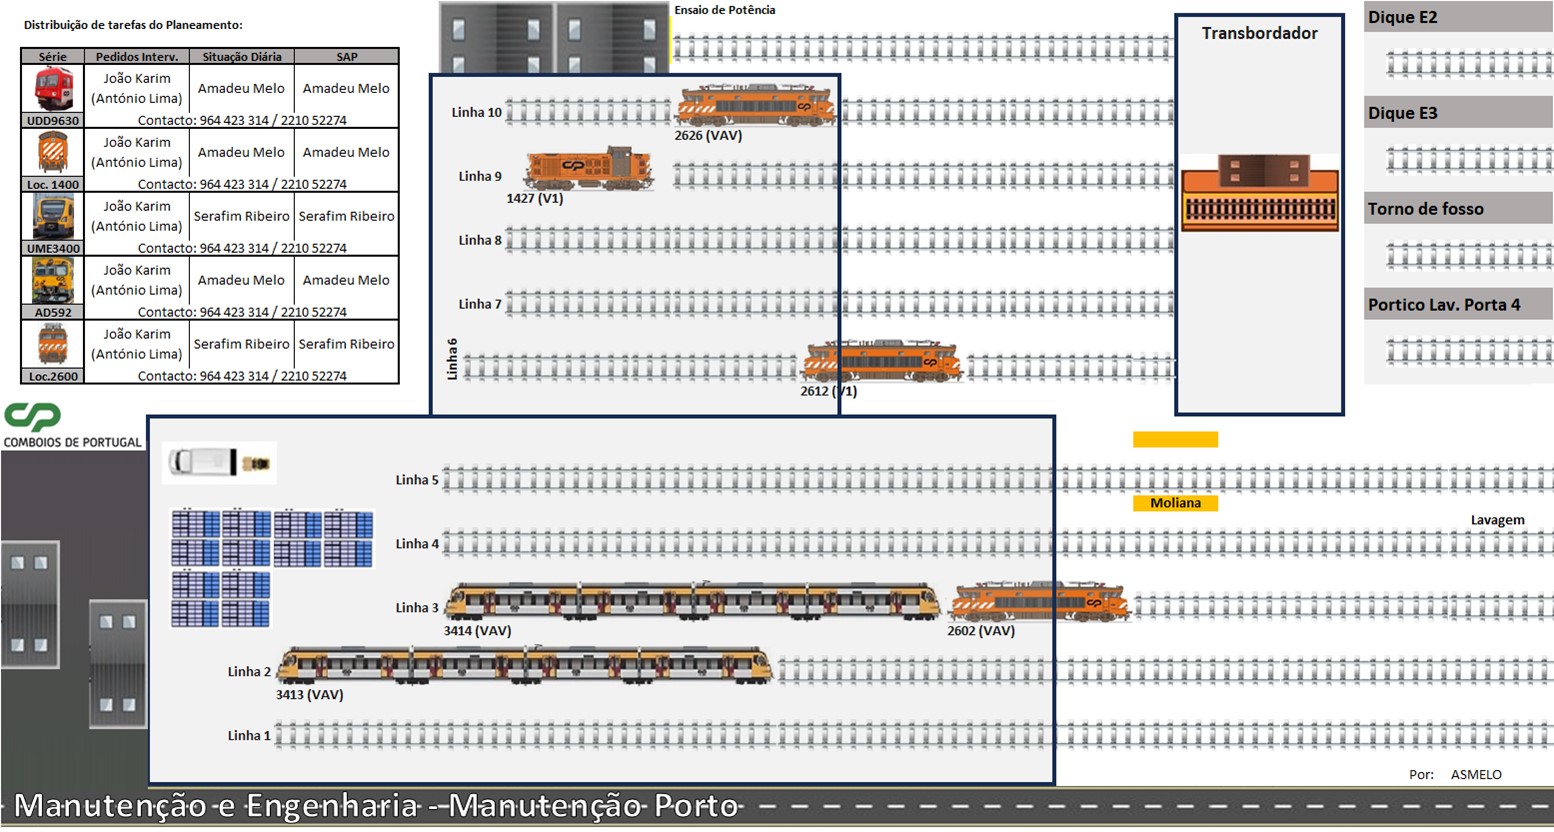 Distribuição de tarefas do Planeamento:
Série Pedidos Interv. Situação Diária SAP
João Karim
(António Lima) Amadeu Melo Amadeu Melo
UDD9630 Contacto: 964 423 314 / 2210 52274
João Karim
(António Lima) Amadeu Melo Amadeu Melo
Loc. 1400 Contacto: 964 423 314 / 2210 52274
João Karim
(António Lima) Serafim Ribeiro Serafim Ribeiro
UME3400 Contacto: 964 423 314 / 2210 52274
João Karim
(António Lima) Amadeu Melo Amadeu Melo
AD592 Contacto: 964 423 314 / 2210 52274
João Karim
(António Lima) Serafim Ribeiro Serafim Ribeiro
Loc.2600 Contacto: 964 423 314 / 2210 52274
CP
COMBOIOS DE PORTUGAL
Ensaio de Potência
Linha 10
2626 (VAV)
Linha 9
1427 (V1)
Linha 8
Linha 7
Linha 6
2612 (V1)
Transbordador
Dique E2
Dique E3
Torno de fosso
Portico Lav. Porta 4
Linha 5
Moliana
Lavagem
Linha 4
Linha 3
3414 (VAV)
2602 (VAV)
Linha 2
3413 (VAV)
Linha 1
Por: ASMELO
Manutenção e Engenharia - Manutenção Porto